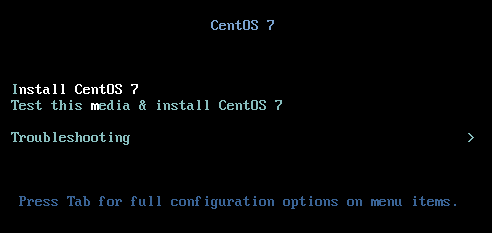 CentOS 7
Install CentOS 7
Test this media & install CentOS 7
Troubleshooting >
Press Tab for full configuration options on menu items.